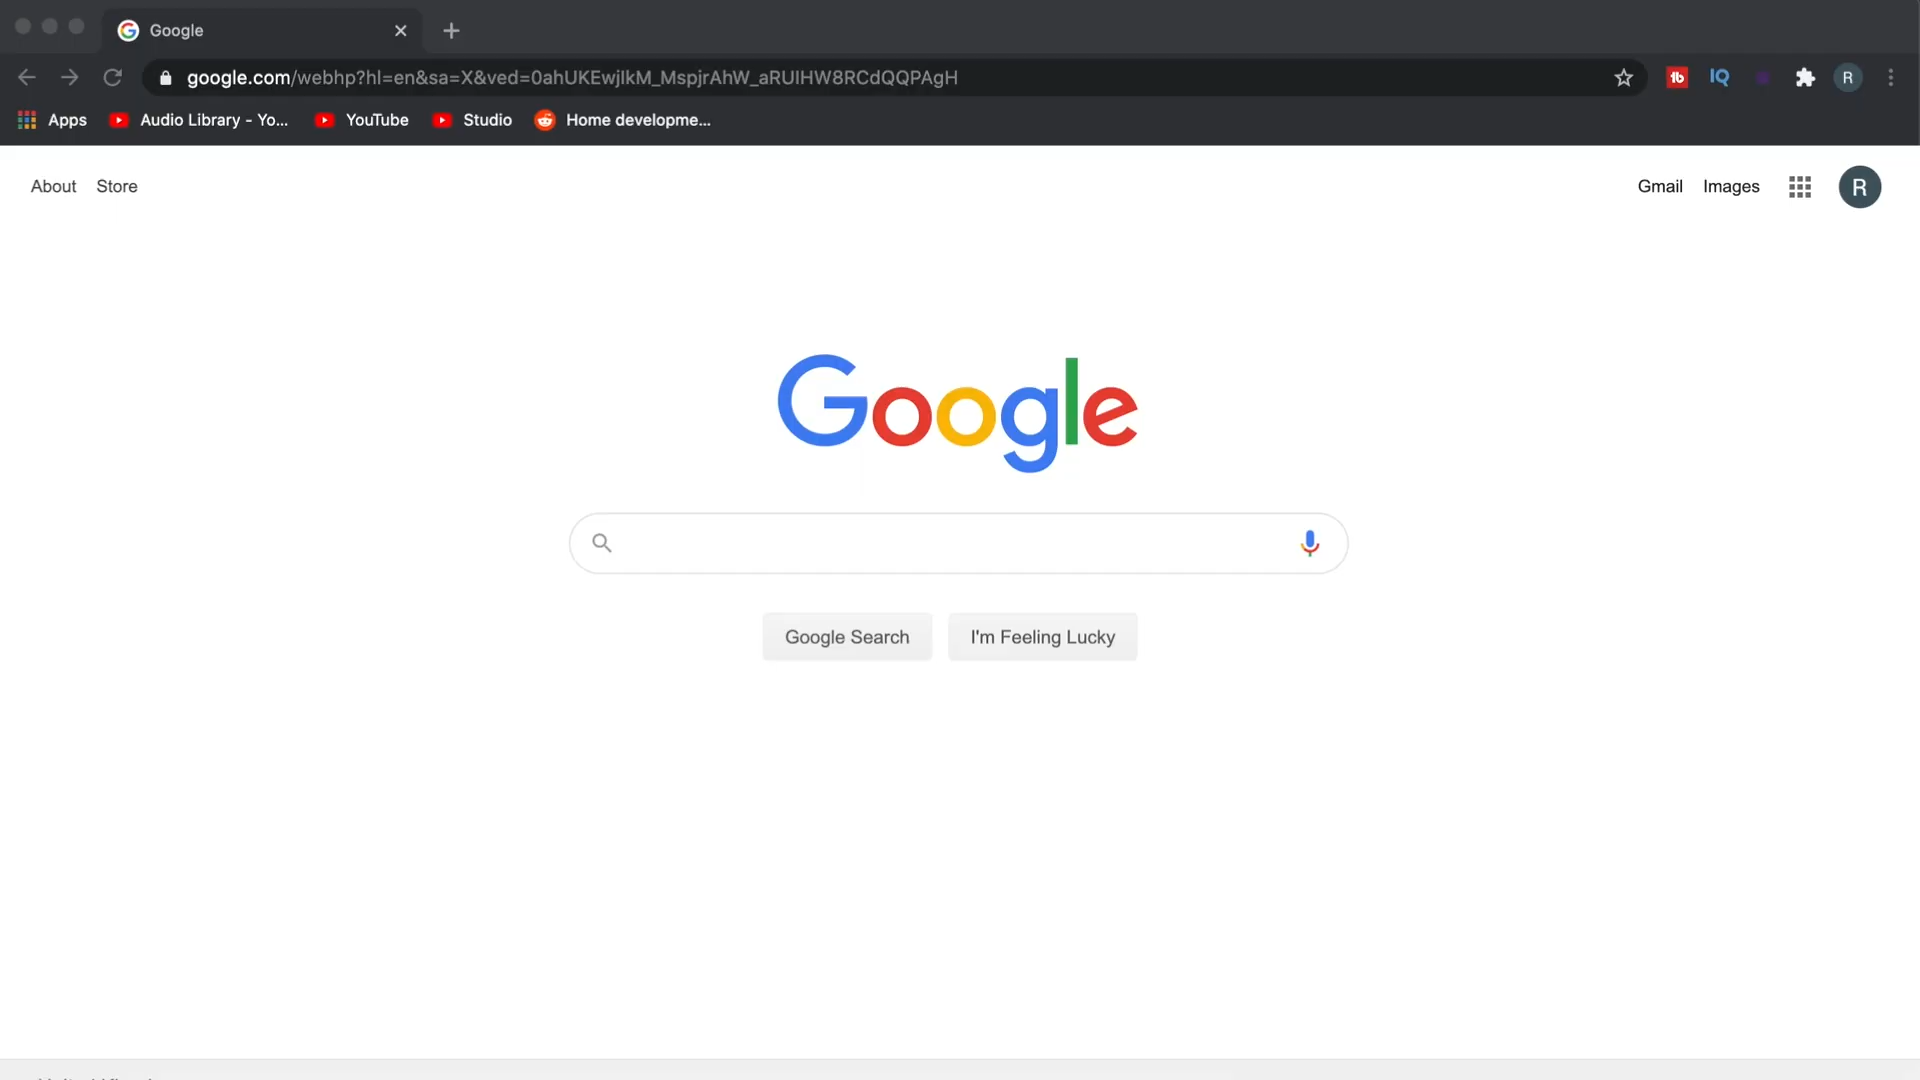 Google
google.com/webhp?hl=en&sa=X&ved=0ahUKEwjlkM_MspjrAhW_aRUIHW8RCdQQPAgH
IQ
R
Apps
Audio Library - Yo...
YouTube
Studio
Home developme...
About
Store
Gmail
Images
R
Google
Google Search
I'm Feeling Lucky